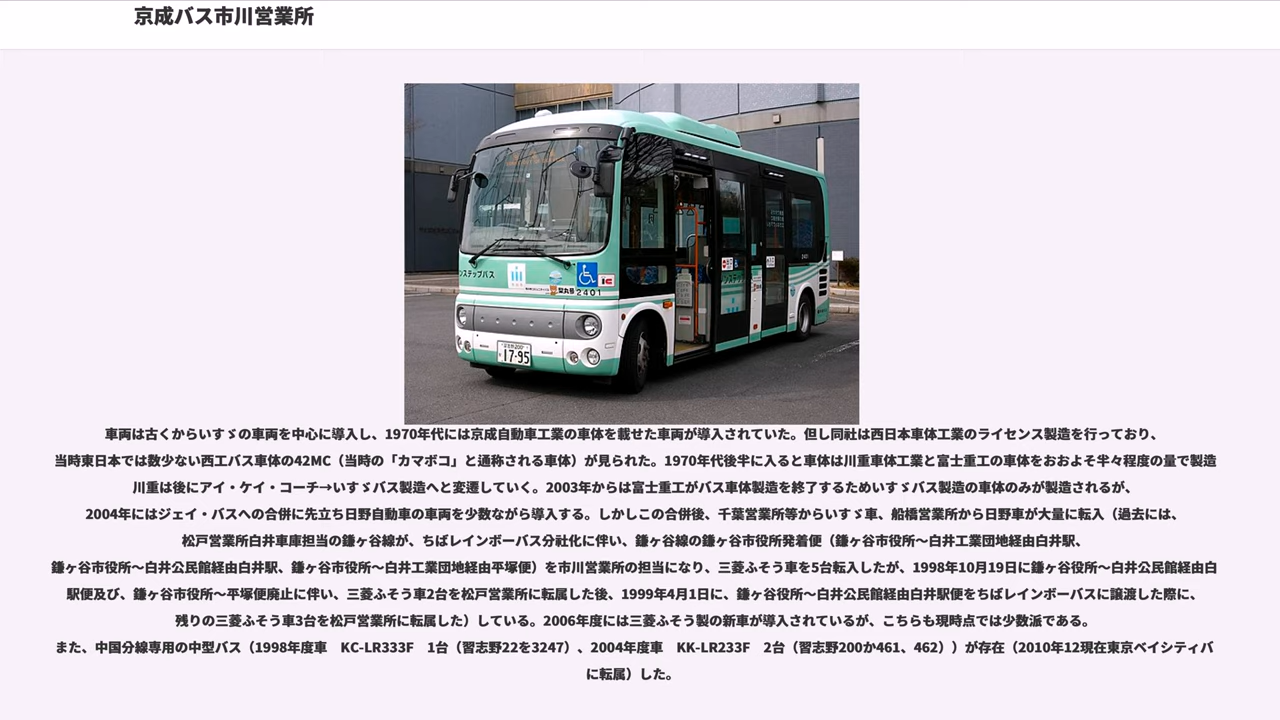 京成バス市川営業所
ンステップバス
2401
17-95
車両は古くからいすゞの車両を中心に導入し、1970年代には京成自動車工業の車体を載せた車両が導入されていた。但し同社は西日本車体工業のライセンス製造を行っており、
当時東日本では数少ない西工バス車体の42MC（当時の「カマボコ」と通称される車体）が見られた。1970年代後半に入ると車体は川重車体工業と富士重工の車体をおおよそ半々程度の量で製造
川重は後にアイ・ケイ・コーチ→いすゞバス製造へと変遷していく。2003年からは富士重工がバス車体製造を終了するためいすゞバス製造の車体のみが製造されるが、
2004年にはジェイ・バスへの合併に先立ち日野自動車の車両を少数ながら導入する。しかしこの合併後、千葉営業所等からいすゞ車、船橋営業所から日野車が大量に転入（過去には、
松戸営業所白井車庫担当の鎌ヶ谷線が、ちばレインボーバス分社化に伴い、鎌ヶ谷線の鎌ヶ谷市役所発着便（鎌ヶ谷市役所〜白井工業団地経由白井駅、
鎌ヶ谷市役所〜白井公民館経由白井駅、鎌ヶ谷市役所〜白井工業団地経由平塚便）を市川営業所の担当になり、三菱ふそう車を5台転入したが、1998年10月19日に鎌ヶ谷役所〜白井公民館経由白
駅便及び、鎌ヶ谷市役所〜平塚便廃止に伴い、三菱ふそう車2台を松戸営業所に転属した後、1999年4月1日に、鎌ヶ谷役所〜白井公民館経由白井駅便をちばレインボーバスに譲渡した際に、
残りの三菱ふそう車3台を松戸営業所に転属した）している。2006年度には三菱ふそう製の新車が導入されているが、こちらも現時点では少数派である。
また、中国分線専用の中型バス（1998年度車　KC-LR333F　1台（習志野22を3247）、2004年度車　KK-LR233F　2台（習志野200か461、462））が存在（2010年12現在東京ベイシティバ
に転属）した。